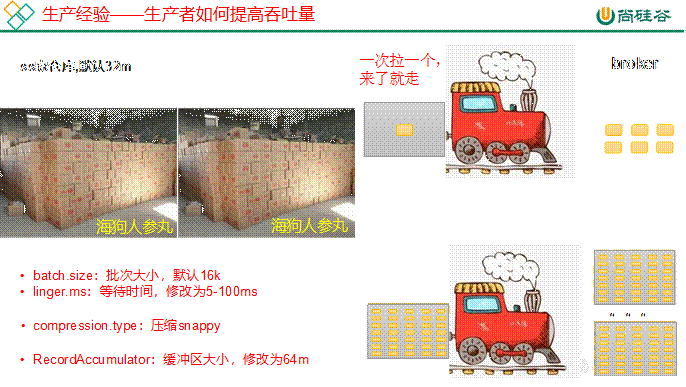 生产经验——生产者如何提高吞吐量
尚硅谷
默认32m
一次拉一个，
来了就走
broker
海狗人参丸
海狗人参丸
• batch.size：批次大小，默认16k
• linger.ms：等待时间，修改为5-100ms
• compression.type：压缩snappy
• RecordAccumulator：缓冲区大小，修改为64m